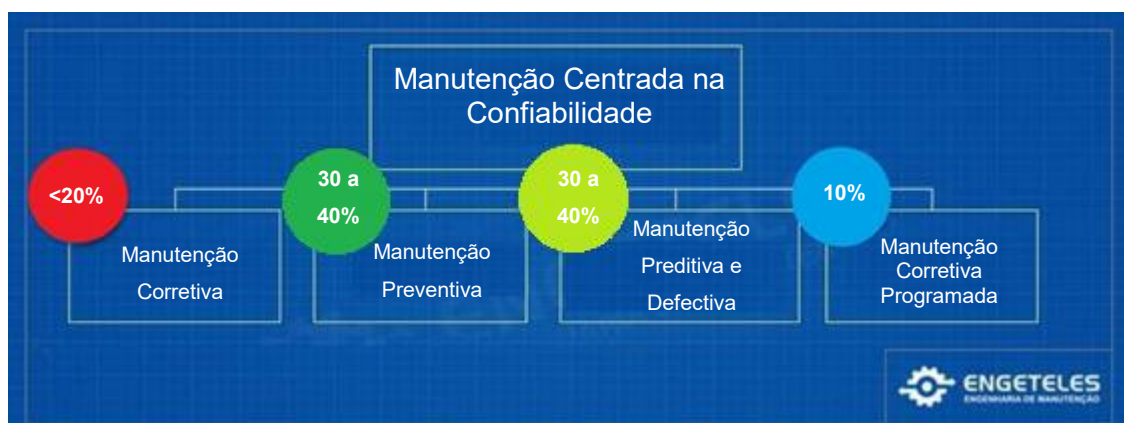 Manutenção Centrada na
Confiabilidade
<20%
30 a
40%
30 a
40%
10%
Manutenção
Corretiva
Manutenção
Preventiva
Manutenção
Preditiva e
Defectiva
Manutenção
Corretiva
Programada
ENGETELES
ENGENHARIA DE MANUTENÇÃO